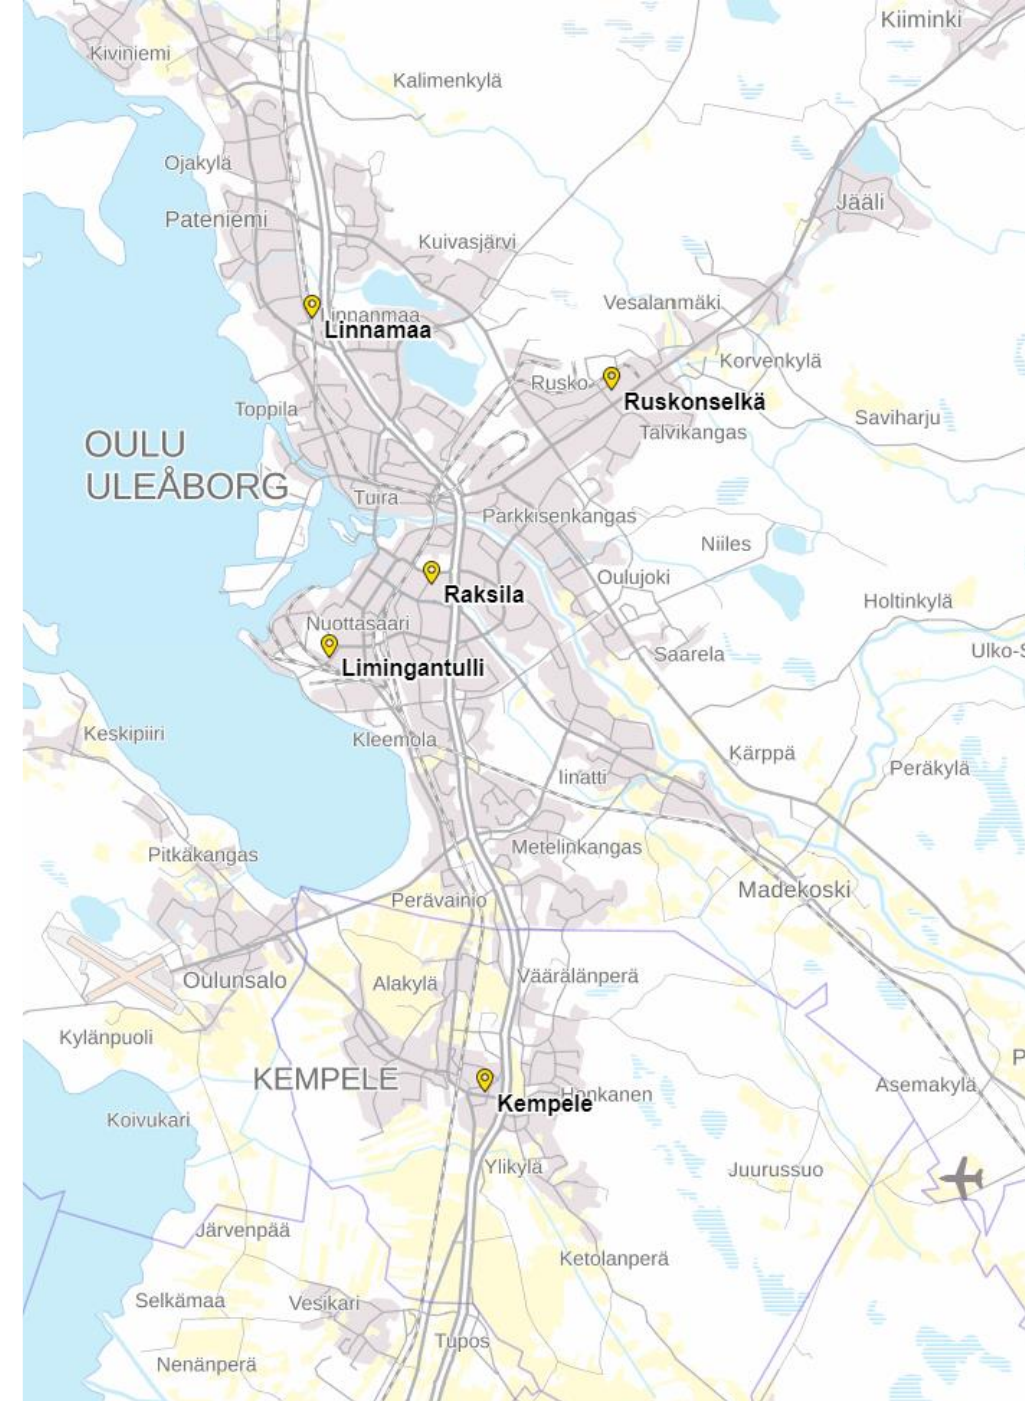 Kiiminki
Kiviniemi
Kalimenkylä
Ojakylä
Jääli
Pateniemi
Kuivasjärvi
Vesalanmäki
Linnanmaa
Linnamaa
Korvenkylä
Rusko
Ruskonselkä
Toppila
Saviharju
Talvikangas
OULU
ULEÅBORG
Tuira
Parkkisenkangas
Niiles
Oulujoki
Raksila
Holtinkylä
Nuottasaari
Saarela
Ulko-S
Limingantulli
Keskipiiri
Kleemola
Kärppä
Peräkylä
Iinatti
Metelinkangas
Pitkäkangas
Madekoski
Perävainio
Oulunsalo
Alakylä
Väärälänperä
Kylänpuoli
P
KEMPELE
Asemakylä
Honkanen
Kempele
Koivukari
Ylikylä
Juurussuo
Järvenpää
Ketolanperä
Selkämaa
Vesikari
Tupos
Nenänperä